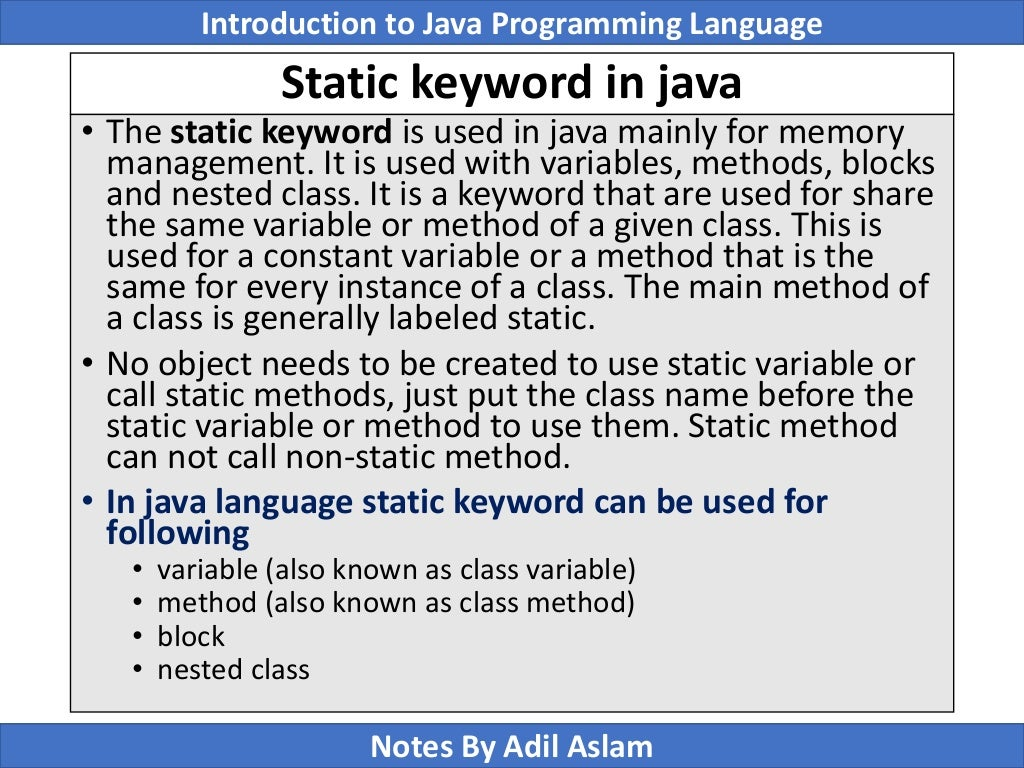 Introduction to Java Programming Language
Static keyword in java
• The static keyword is used in java mainly for memory
management. It is used with variables, methods, blocks
and nested class. It is a keyword that are used for share
the same variable or method of a given class. This is
used for a constant variable or a method that is the
same for every instance of a class. The main method of
a class is generally labeled static.
• No object needs to be created to use static variable or
call static methods, just put the class name before the
static variable or method to use them. Static method
can not call non-static method.
• In java language static keyword can be used for
following
• variable (also known as class variable)
• method (also known as class method)
• block
• nested class
Notes By Adil Aslam